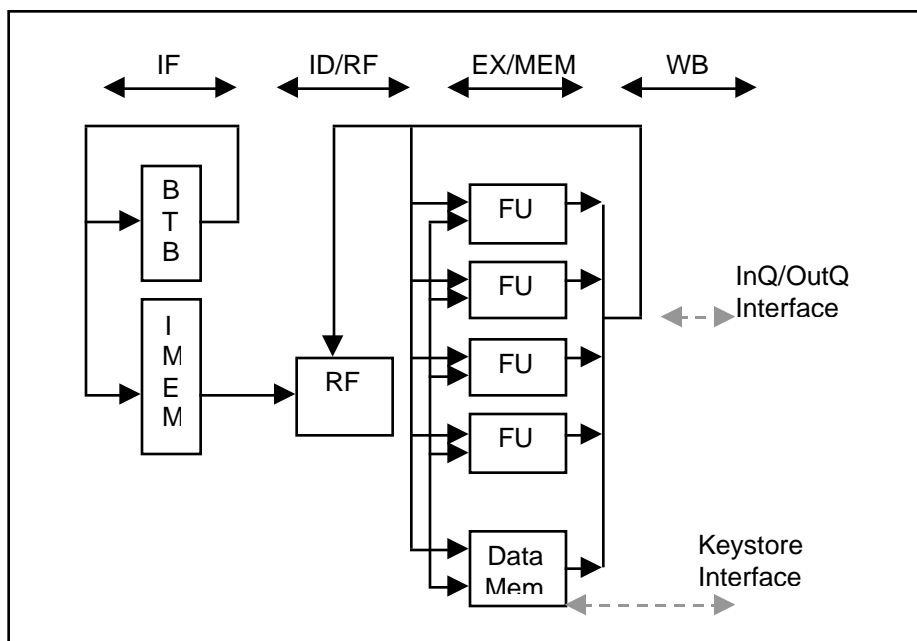 IF
ID/RF
EX/MEM
WB
B
T
B
I
M
E
M
RF
FU
FU
FU
FU
Data
Mem
InQ/OutQ
Interface
Keystore
Interface